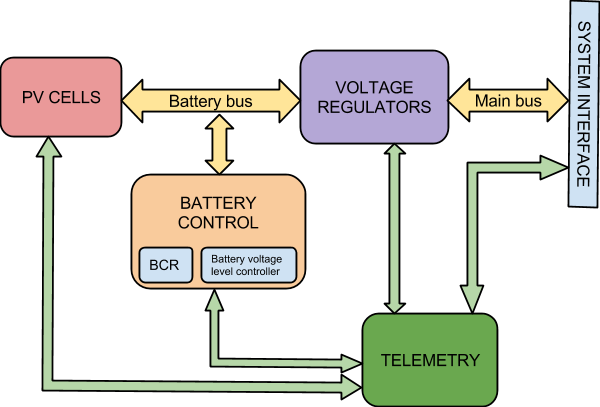 PV CELLS
Battery bus
VOLTAGE
REGULATORS
Main bus
SYSTEM INTERFACE
BATTERY
CONTROL
BCR
Battery voltage
level controller
TELEMETRY